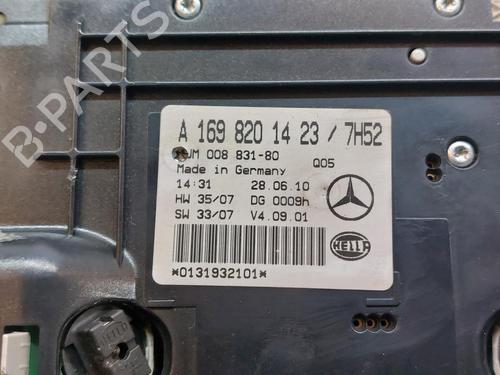 A 169 820 14 23 / 7H52
008 831-80 Q05
Made in Germany
14:31 28.06.10
HW 35/07 DG 0009h
SW 33/07 V4.09.01
HELLA
*0131932101*
B-PARTS